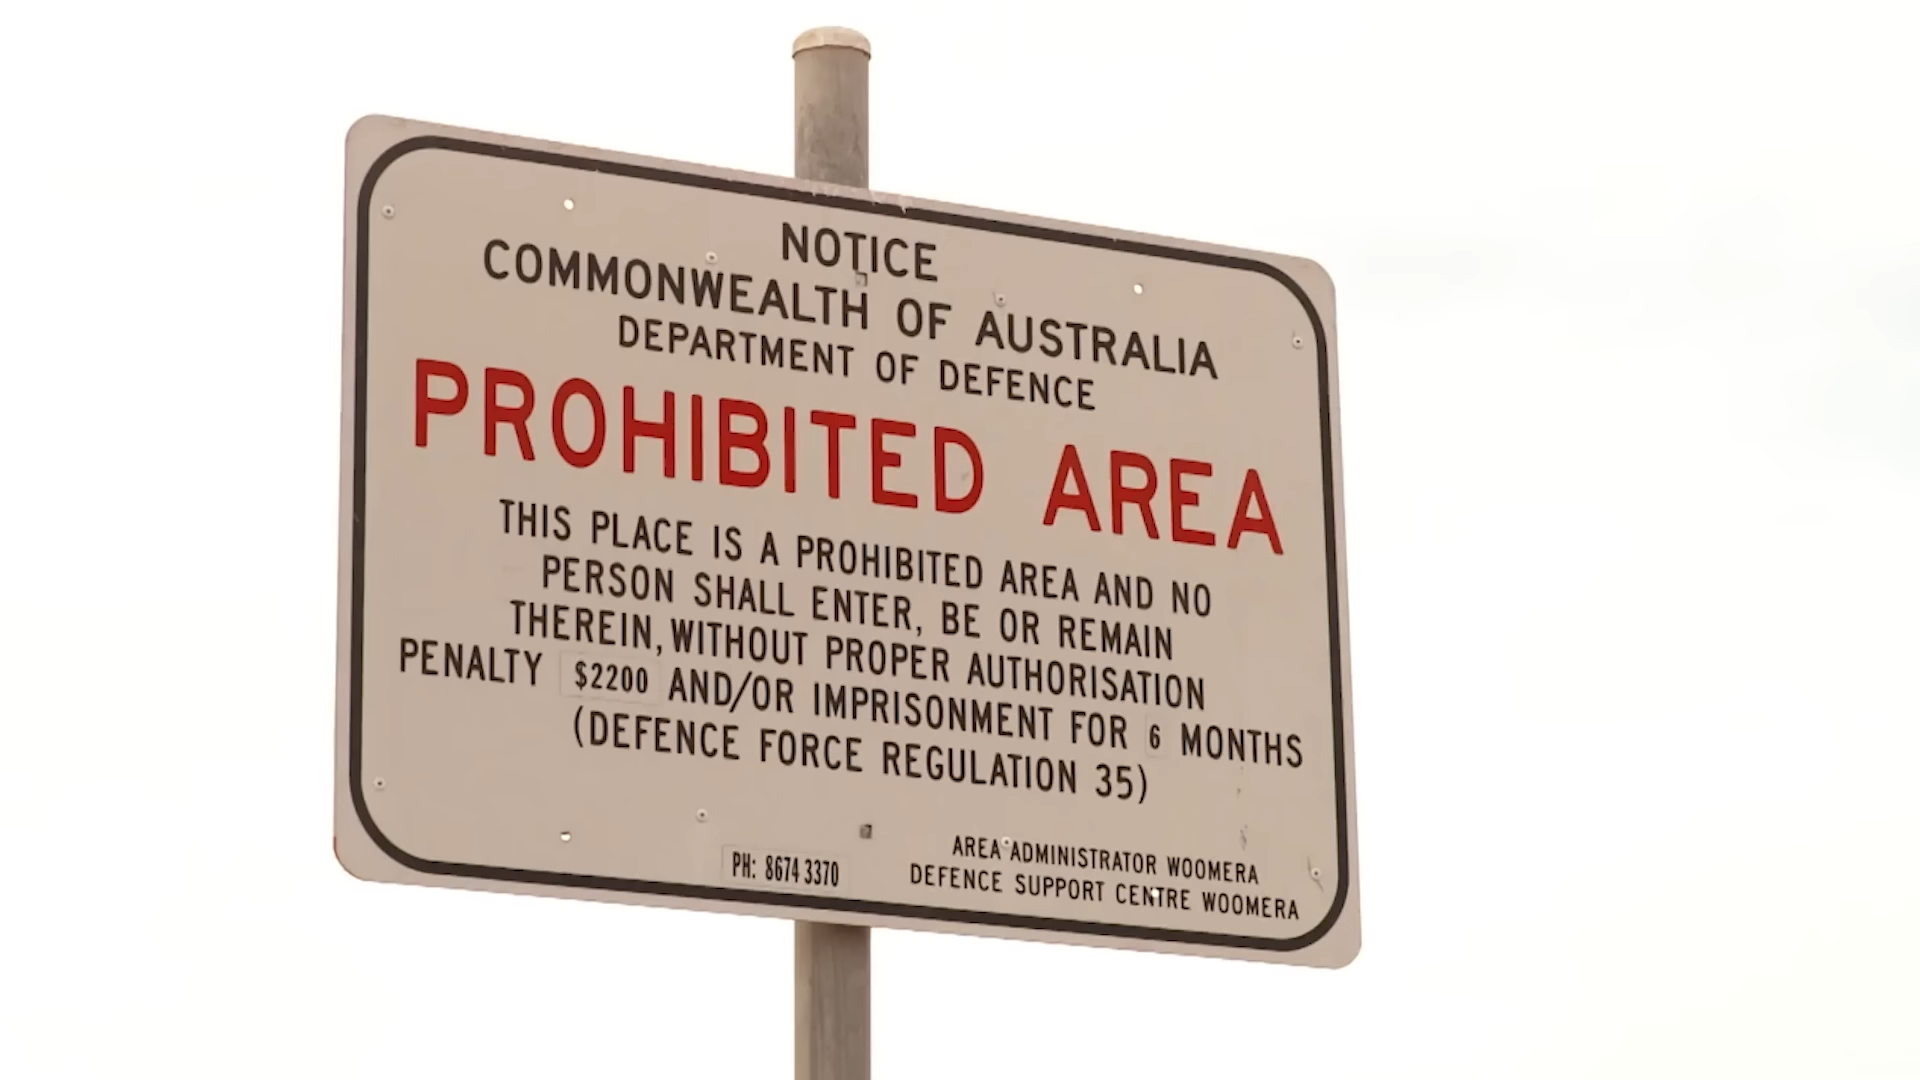 NOTICE
COMMONWEALTH OF AUSTRALIA
DEPARTMENT OF DEFENCE
PROHIBITED AREA
THIS PLACE IS A PROHIBITED AREA AND NO
PERSON SHALL ENTER, BE OR REMAIN
THEREIN, WITHOUT PROPER AUTHORISATION
PENALTY $2200 AND/OR IMPRISONMENT FOR 6 MONTHS
(DEFENCE FORCE REGULATION 35)
PH: 8674 3370
AREA ADMINISTRATOR WOOMERA
DEFENCE SUPPORT CENTRE WOOMERA